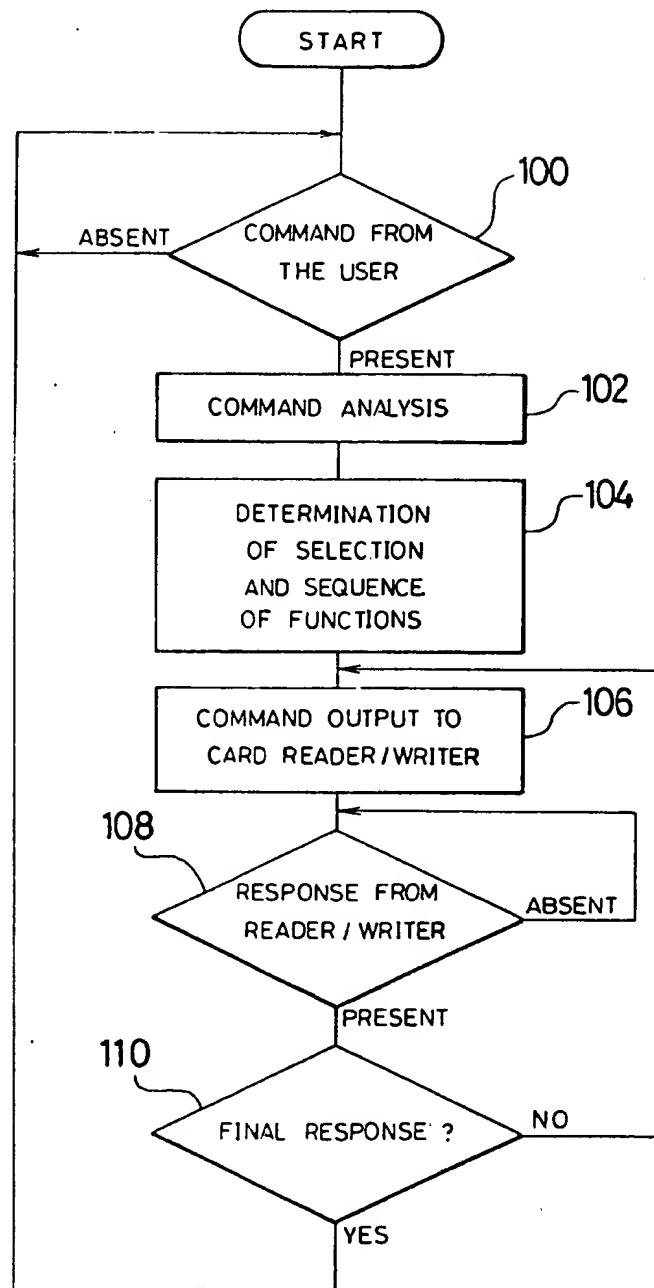 START
100
ABSENT
COMMAND FROM
THE USER
PRESENT
COMMAND ANALYSIS
102
DETERMINATION
OF SELECTION
AND SEQUENCE
OF FUNCTIONS
104
COMMAND OUTPUT TO
CARD READER/WRITER
106
108
RESPONSE FROM
READER / WRITER
ABSENT
PRESENT
110
FINAL RESPONSE ?
NO
YES